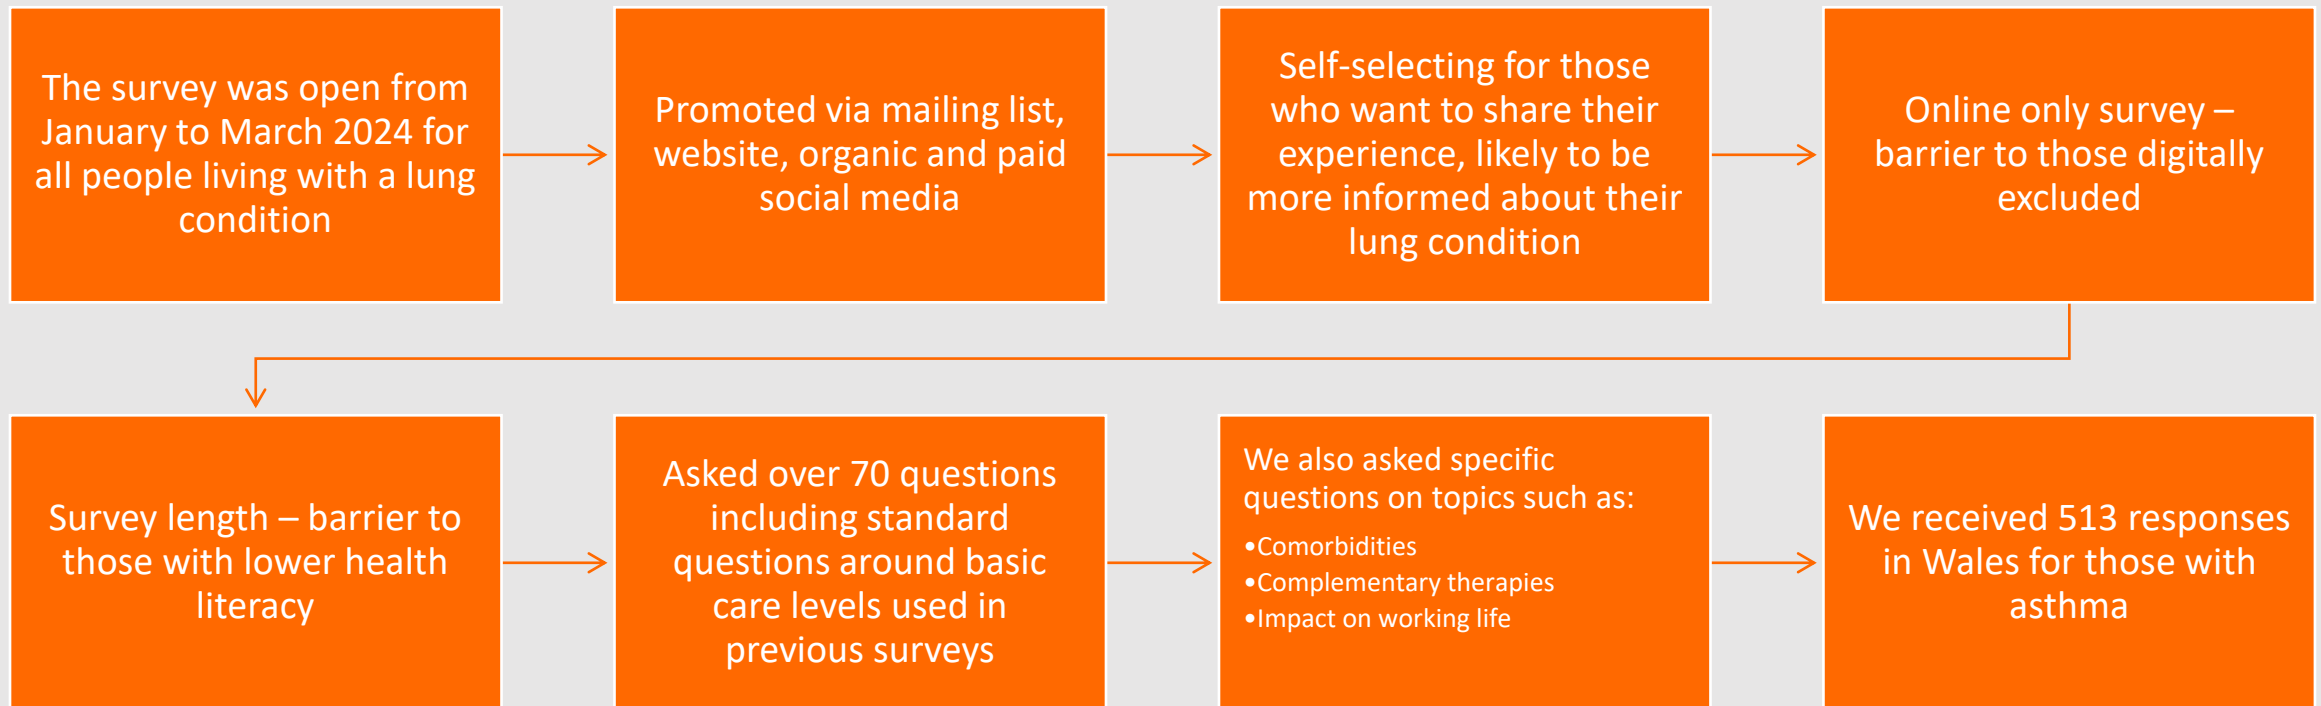 The survey was open from
January to March 2024 for
all people living with a lung
condition
Promoted via mailing list,
website, organic and paid
social media
Self-selecting for those
who want to share their
experience, likely to be
more informed about their
lung condition
Online only survey –
barrier to those digitally
excluded
Survey length – barrier to
those with lower health
literacy
Asked over 70 questions
including standard
questions around basic
care levels used in
previous surveys
We also asked specific
questions on topics such as:
•Comorbidities
•Complementary therapies
•Impact on working life
We received 513 responses
in Wales for those with
asthma